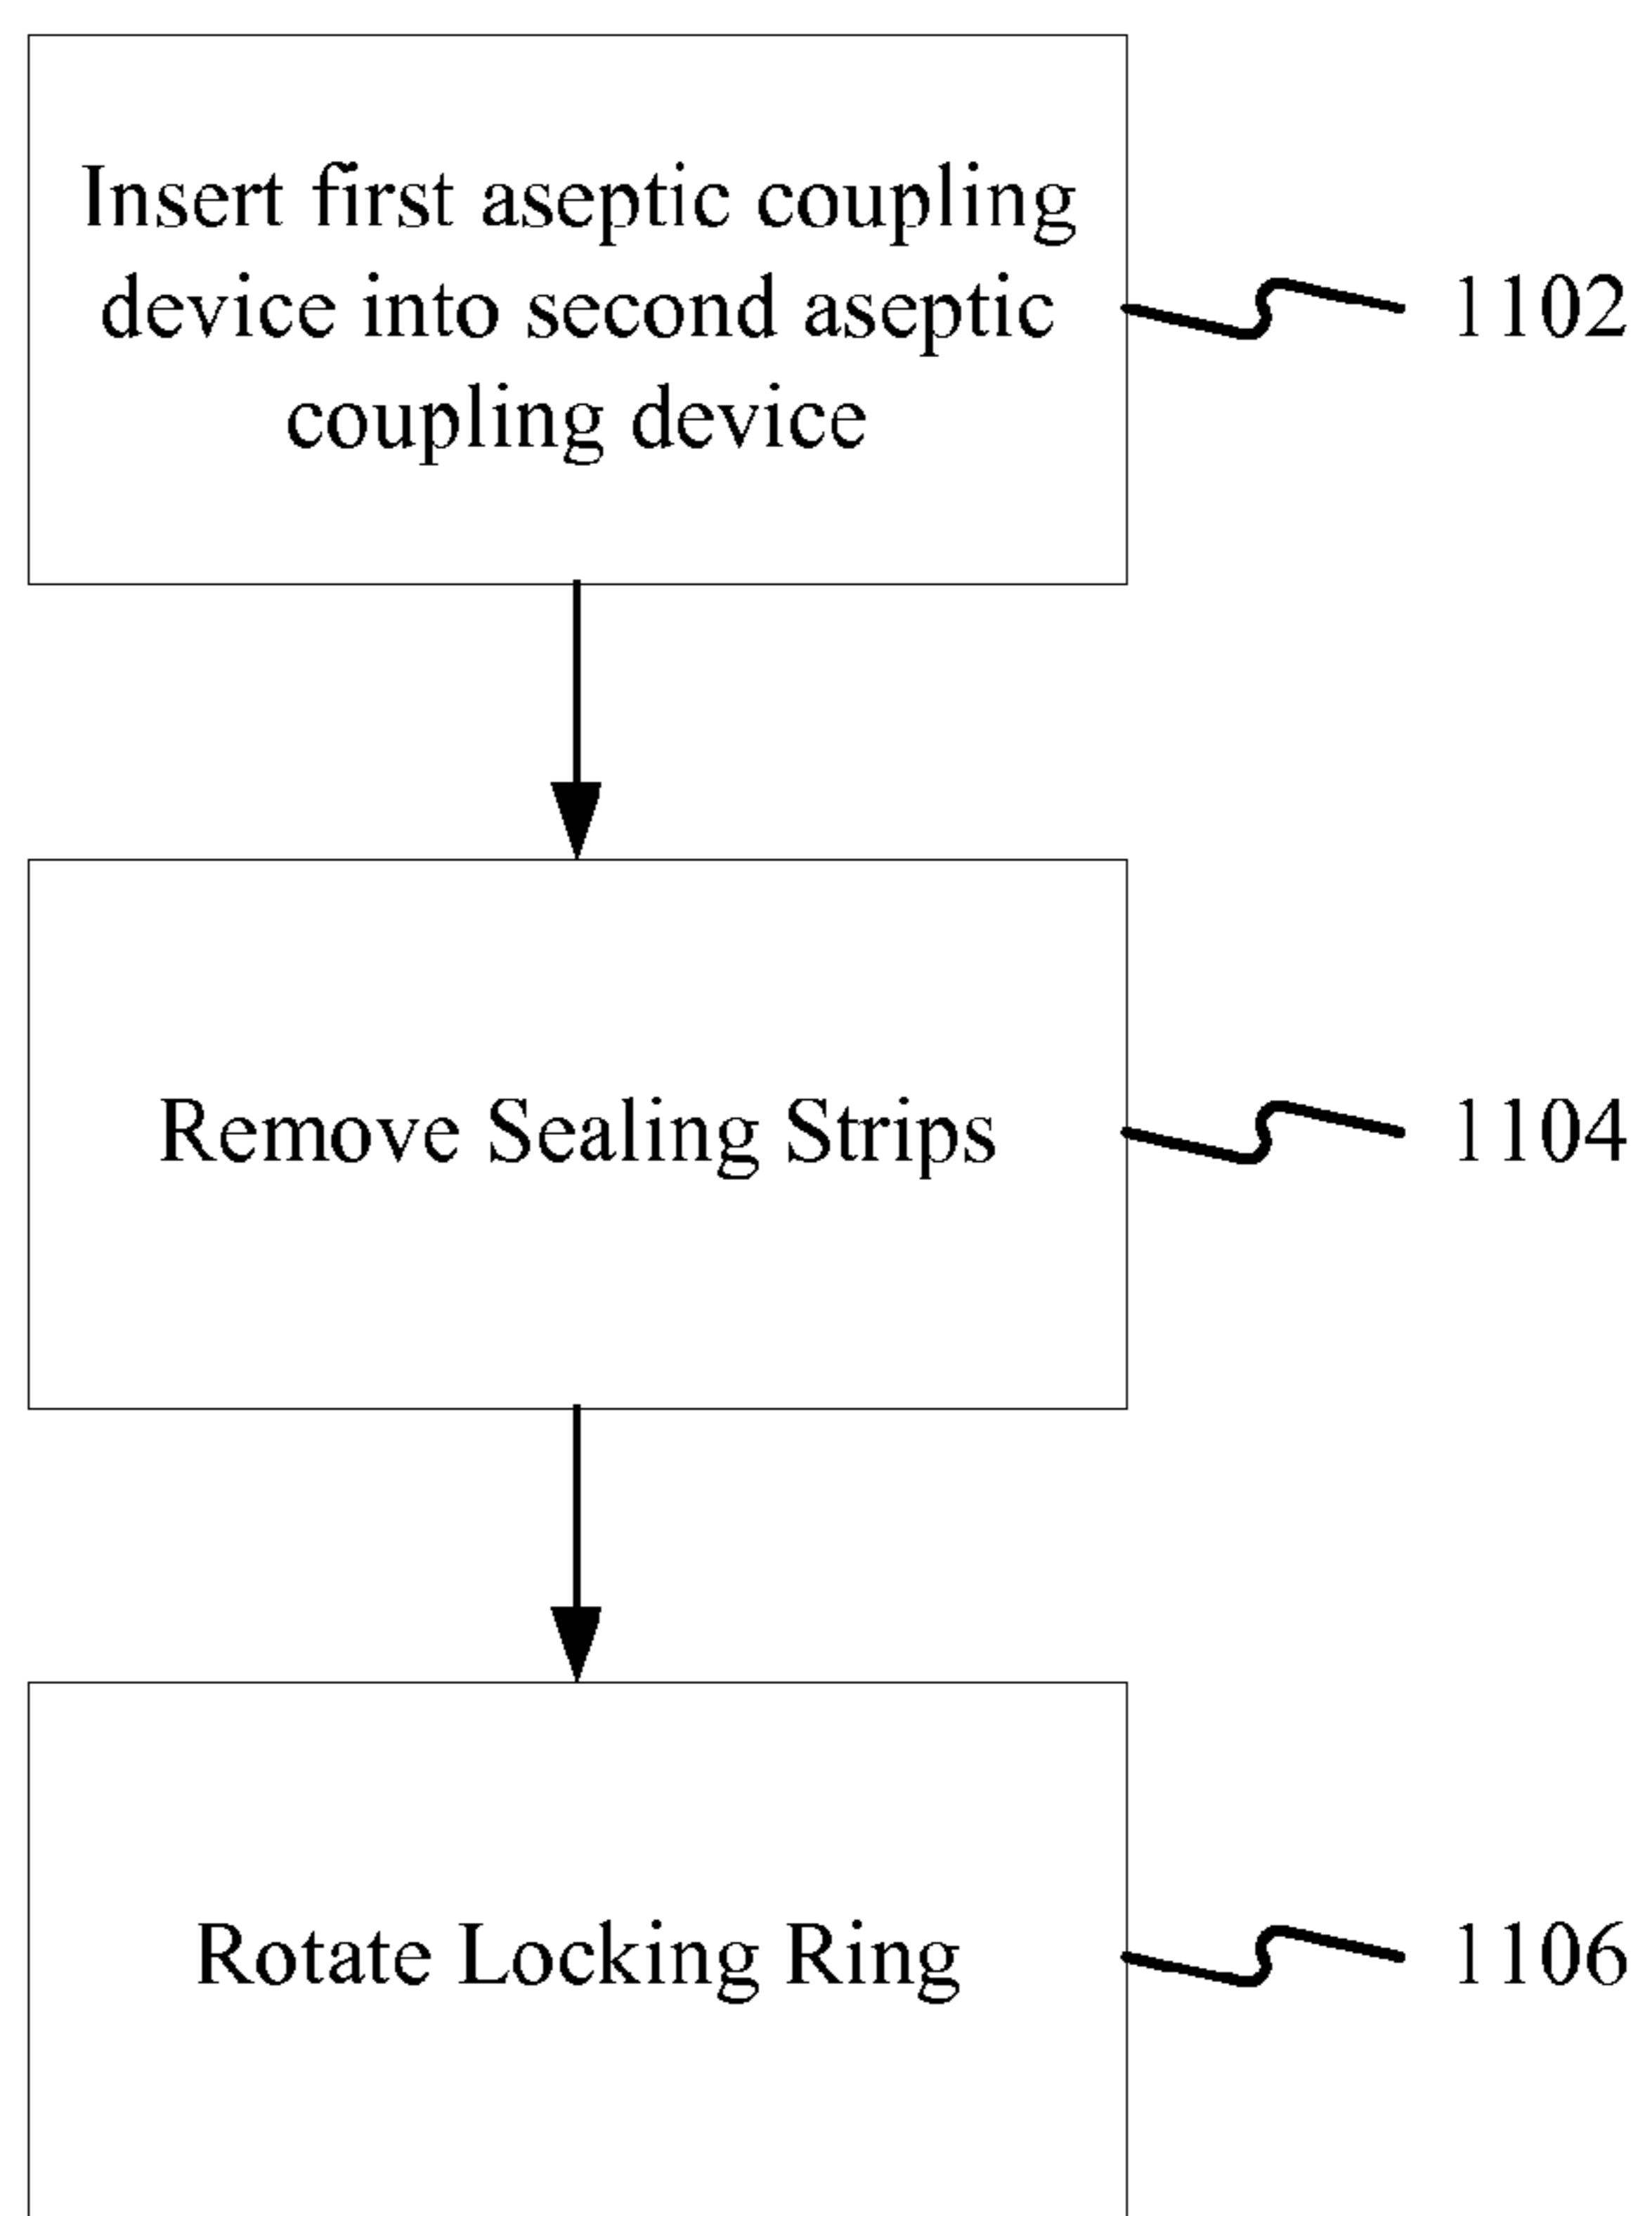 Insert first aseptic coupling
device into second aseptic
coupling device
1102
Remove Sealing Strips
1104
Rotate Locking Ring
1106